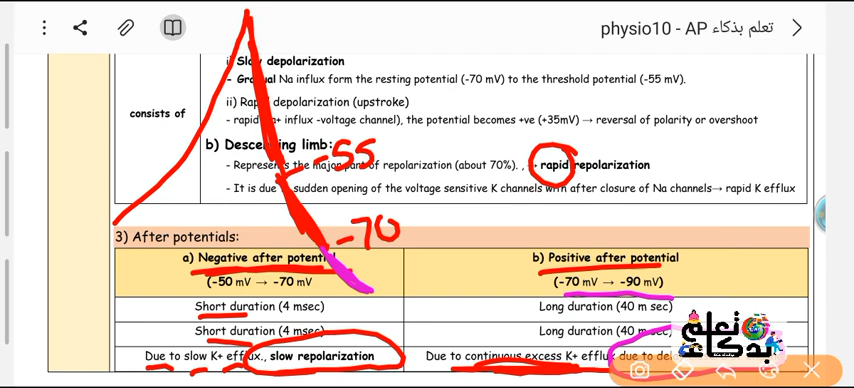 physio10 - AP تعلم بذكاء
i) Slow depolarization
- Gradual Na influx form the resting potential (-70 mV) to the threshold potential (-55 mV).
consists of
ii) Rapid depolarization (upstroke)
- rapid influx -voltage channel), the potential becomes +ve (+35mV) → reversal of polarity or overshoot
b) Descending limb:
-55
- Represents the major part of repolarization (about 70%). , → rapid repolarization
- It is due sudden opening of the voltage sensitive K channels with after closure of Na channels→ rapid K efflux
-70
3) After potentials:
a) Negative after potential
b) Positive after potential
(-50 mV → -70 mV)
(-70 mV → -90 mV)
Short duration (4 msec)
Long duration (40 m sec)
Short duration (4 msec)
Long duration (40 m sec)
Due to slow K+ efflux., slow repolarization
Due to continuous excess K+ efflux due to
تعلم
بذكاء